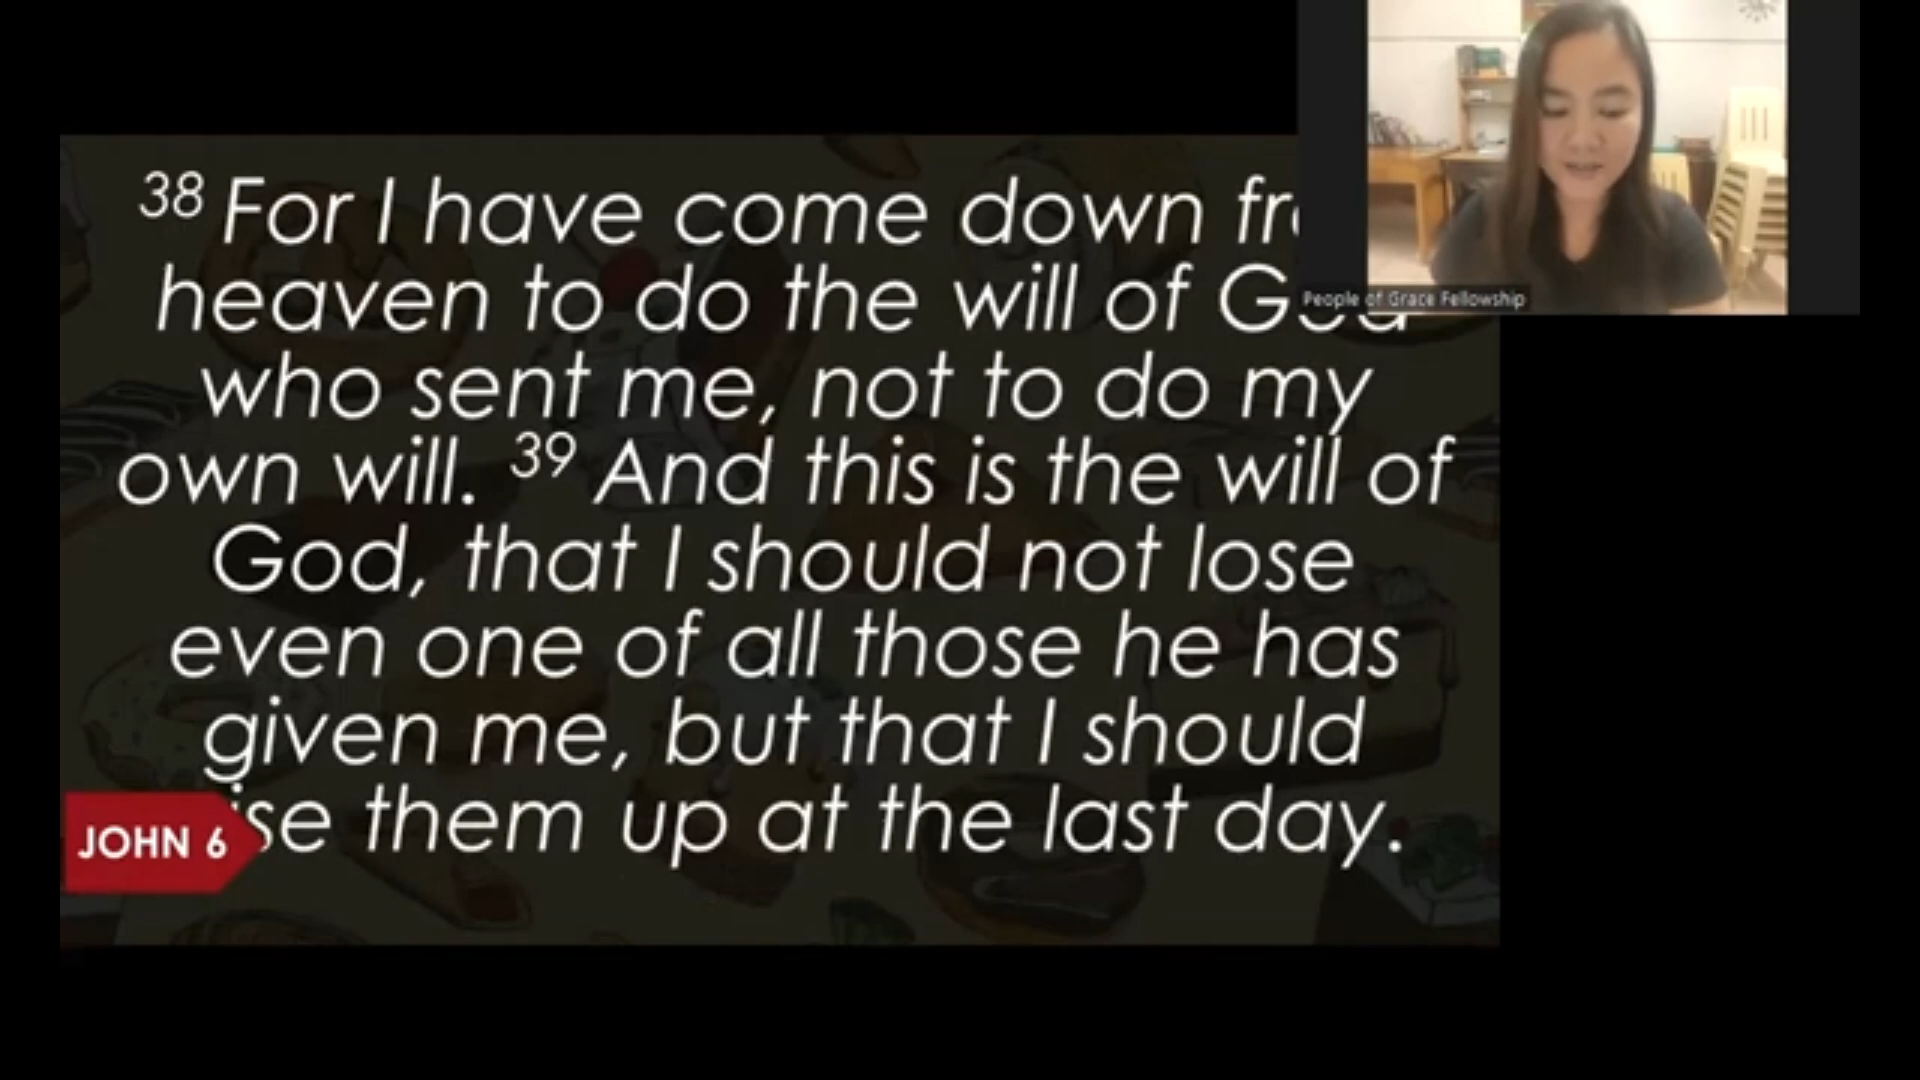 38 For I have come down
heaven to do the will of God
who sent me, not to do my
own will. 39 And this is the will of
God, that I should not lose
even one of all those he has
given me, but that I should
them up at the last day.
JOHN 6
People of Grace Fellowship